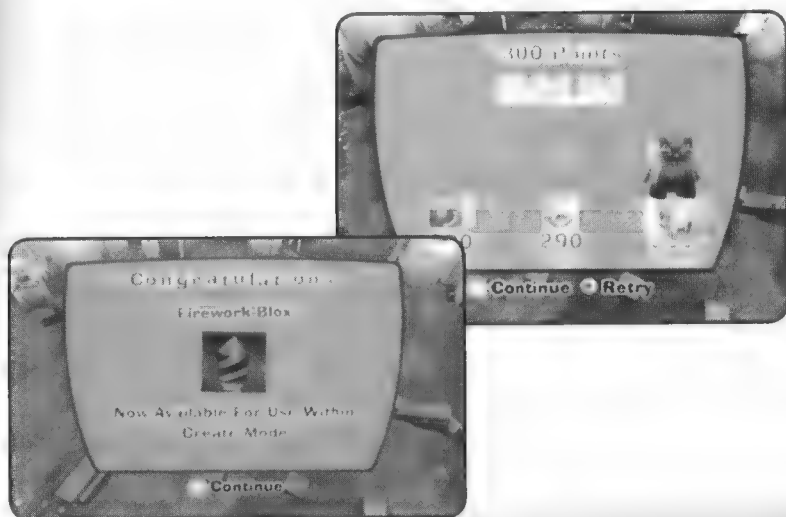 300 Points
290
Continue Retry
Congratulations
Firework Blox
Now Available For Use Within
Create Mode
Continue